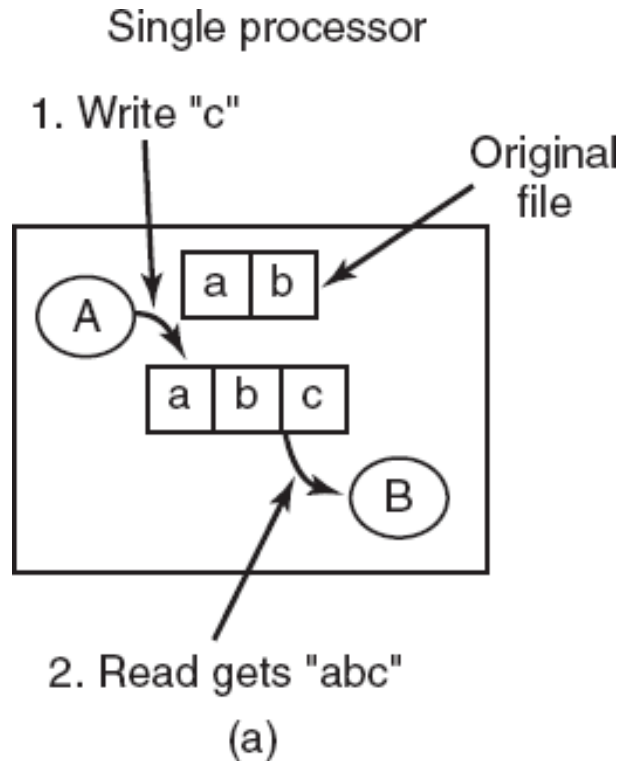 Single processor
1. Write "c"
Original
file
a b
A
a b c
B
2. Read gets "abc"
(a)